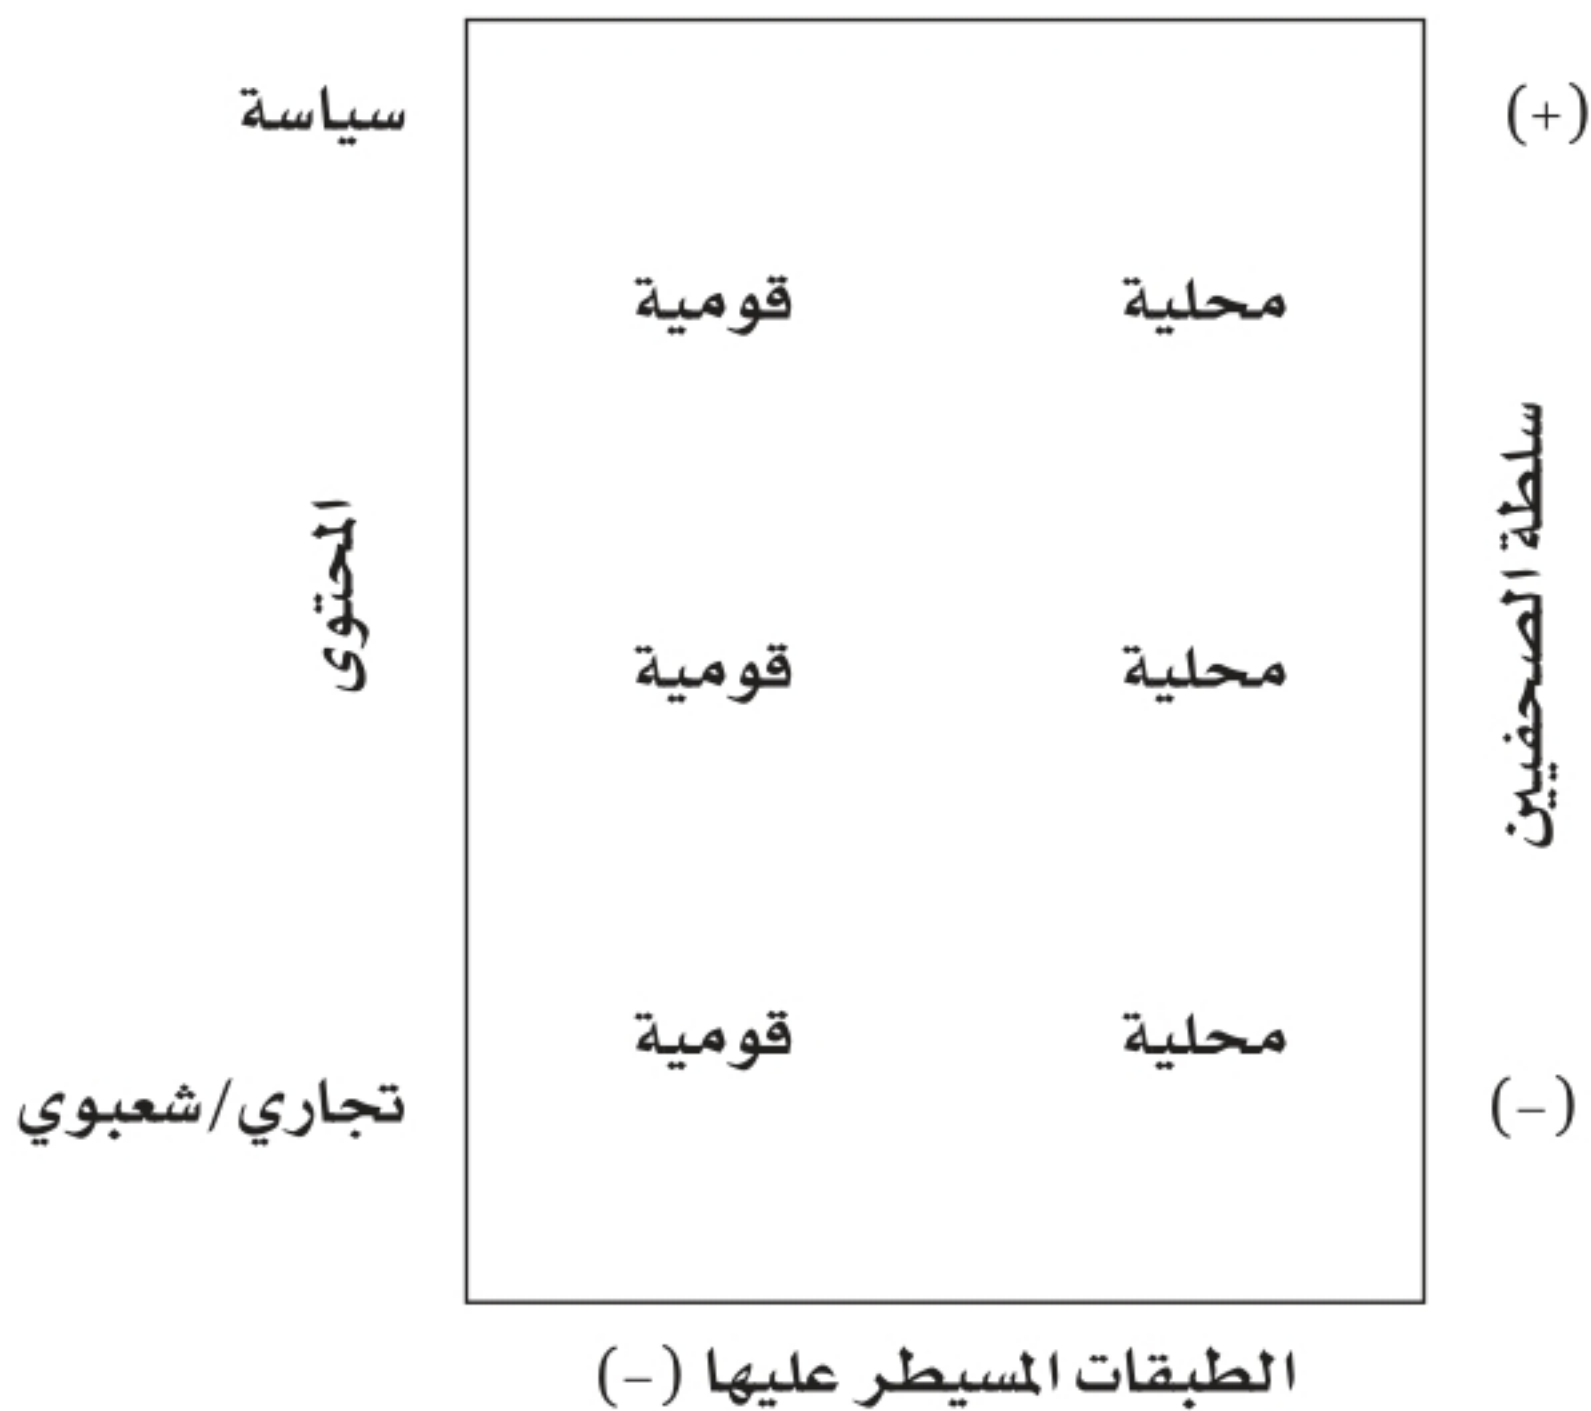 (+)
سياسة
محلية
قومية
سلطة الصحفيين
المحتوى
محلية
قومية
محلية
قومية
(-)
تجاري/شعبوي
الطبقات المسيطر عليها (-)